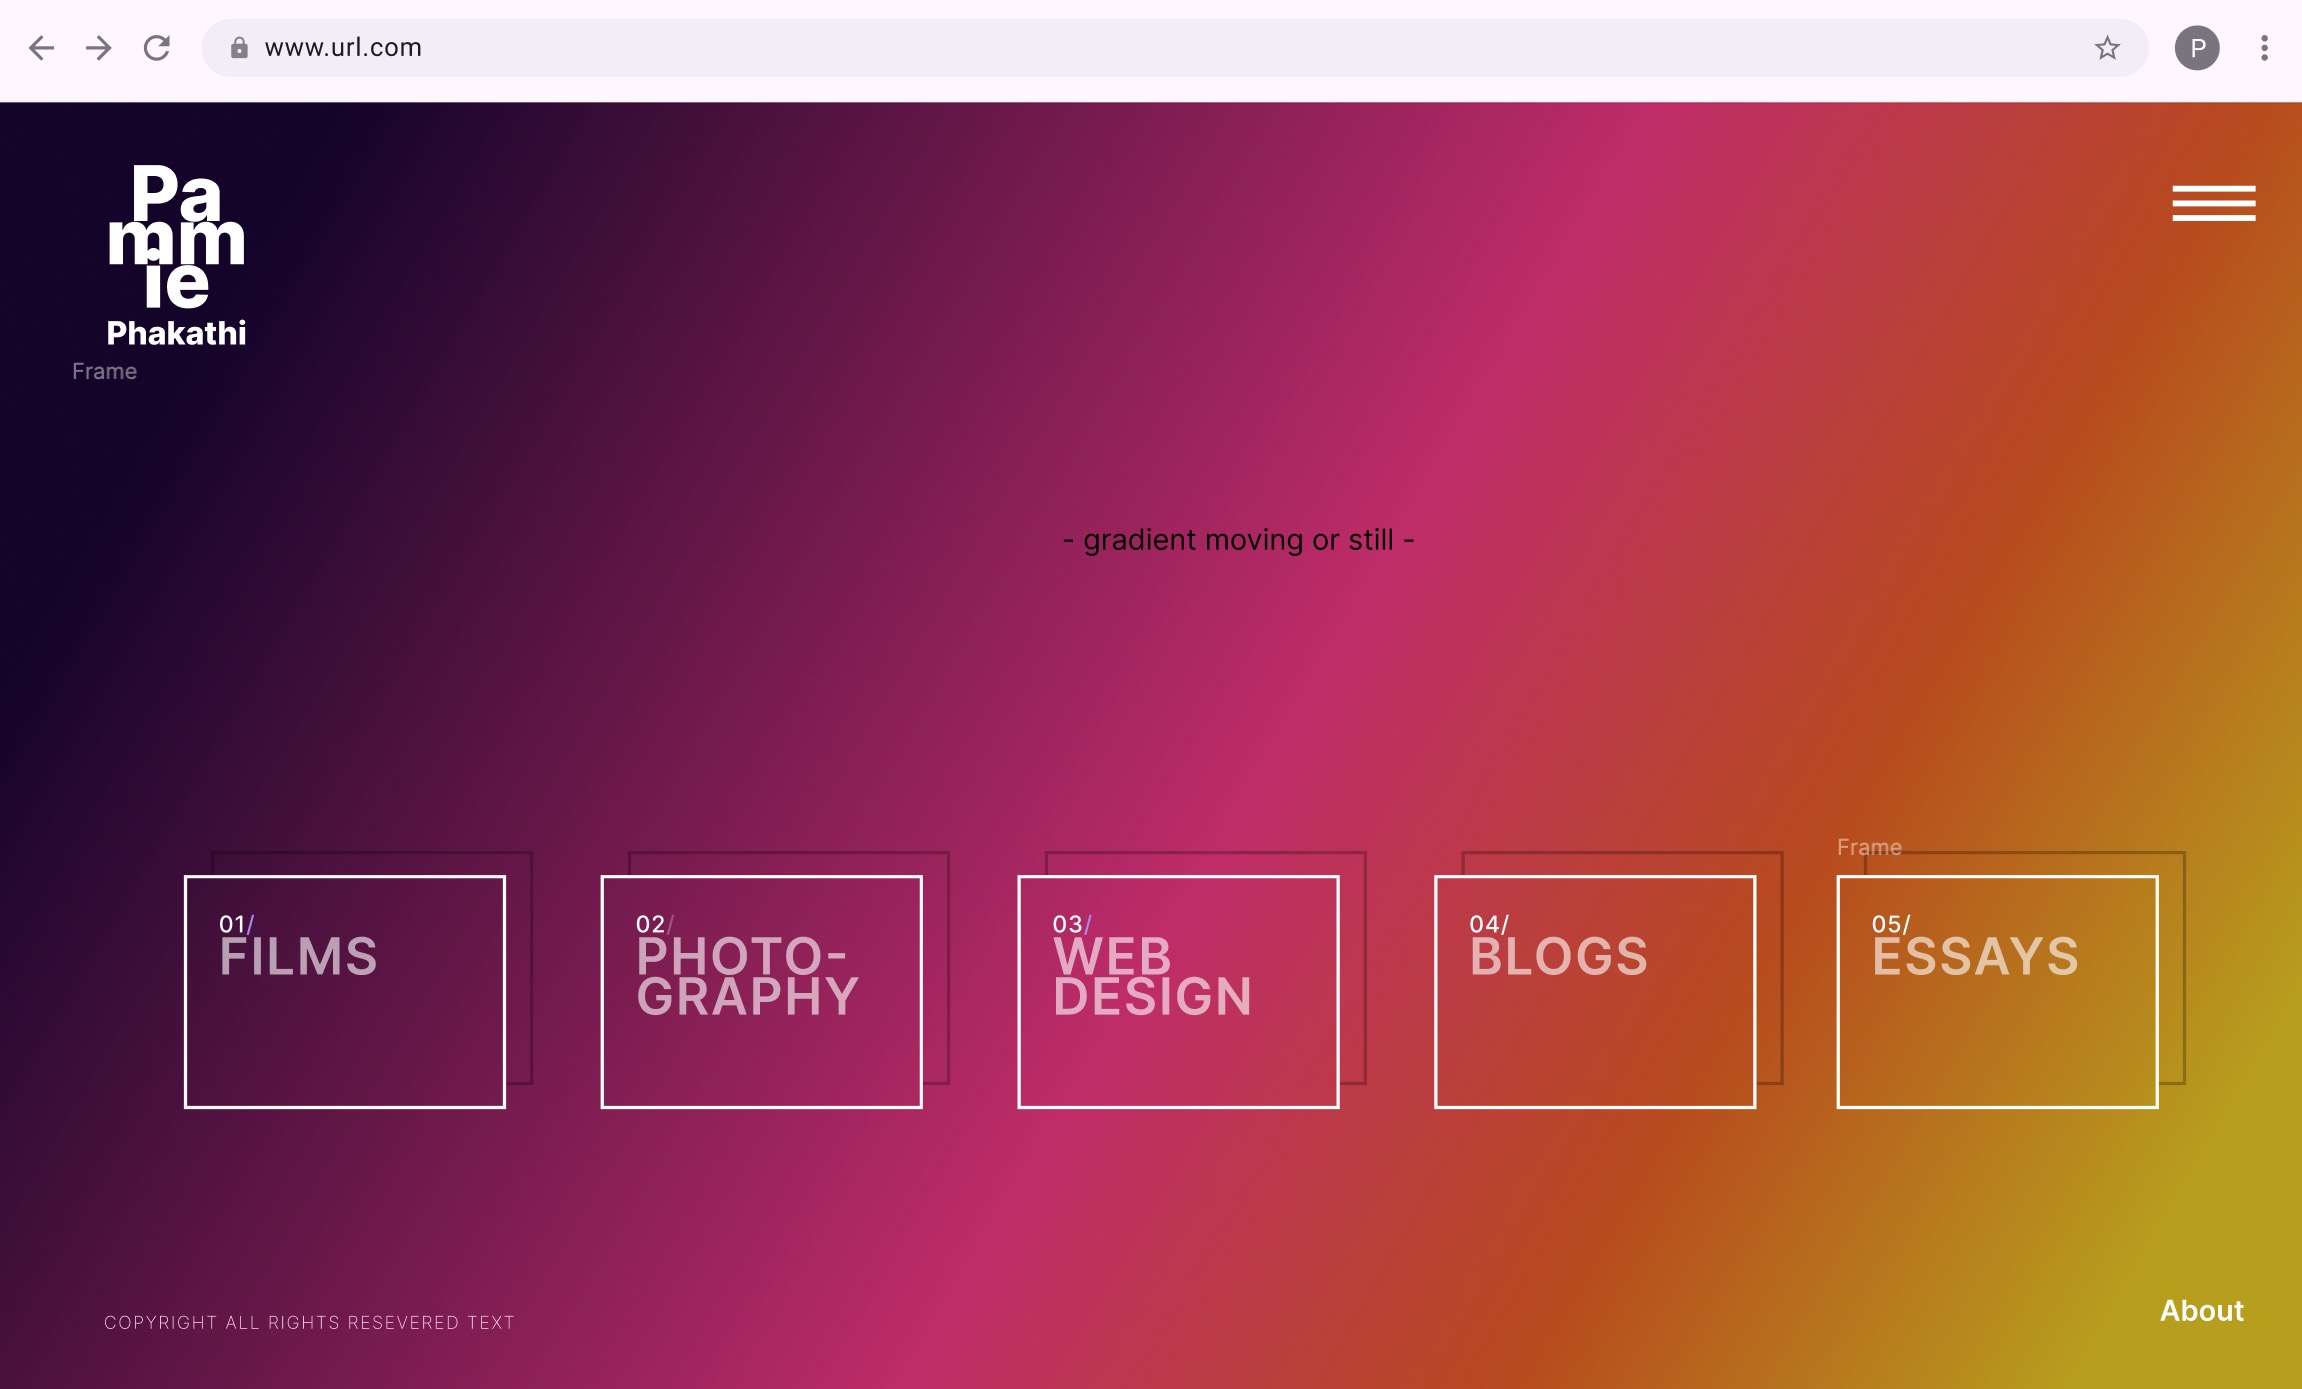 www.url.com
P
Pa
mm
ie
Phakathi
Frame
- gradient moving or still -
Frame
01/
FILMS
02/
PHOTO-
GRAPHY
03/
WEB
DESIGN
04/
BLOGS
05/
ESSAYS
COPYRIGHT ALL RIGHTS RESEVERED TEXT
About